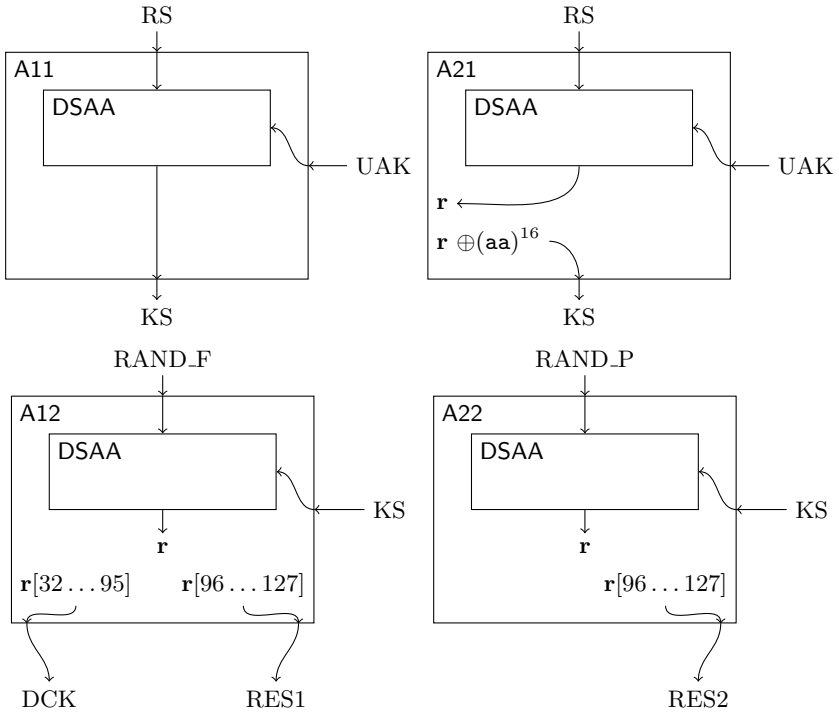 RS
A11
DSAA
UAK
KS
RS
A21
DSAA
UAK
r
r ⊕(aa)^16
KS
RAND_F
A12
DSAA
KS
r
r[32 … 95]
r[96 … 127]
DCK
RES1
RAND_P
A22
DSAA
KS
r
r[96 … 127]
RES2